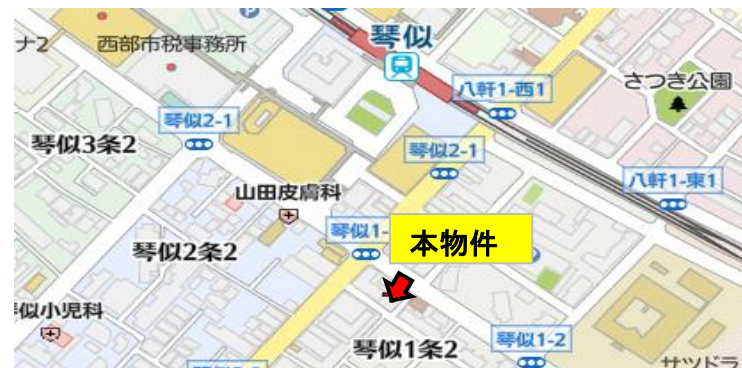 ナ2
西部市税事務所
琴似
八軒1-西1
さつき公園
琴似2-1
琴似3条2
琴似2-1
八軒1-東1
山田皮膚科
琴似1-
本物件
琴似2条2
似小児科
琴似1条2
琴似1-2
サツドラ